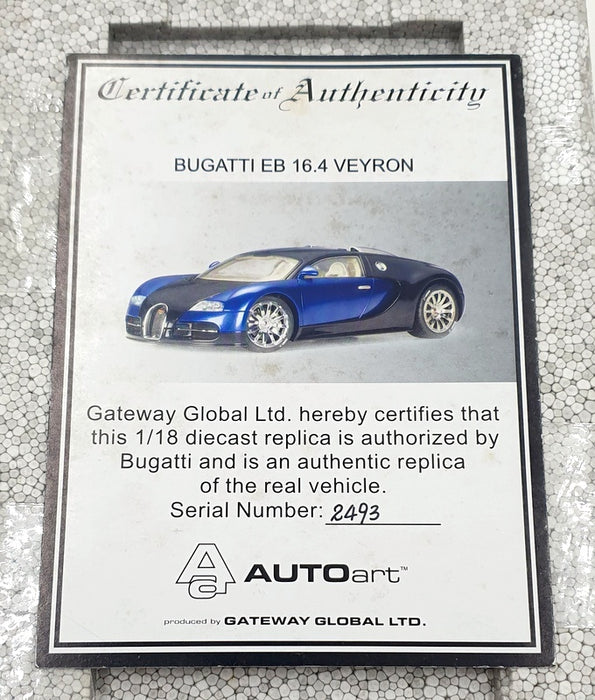 Certificate of Authenticity
BUGATTI EB 16.4 VEYRON
Gateway Global Ltd. hereby certifies that
this 1/18 diecast replica is authorized by
Bugatti and is an authentic replica
of the real vehicle.
Serial Number: 2493
AUTOart™
produced by GATEWAY GLOBAL LTD.